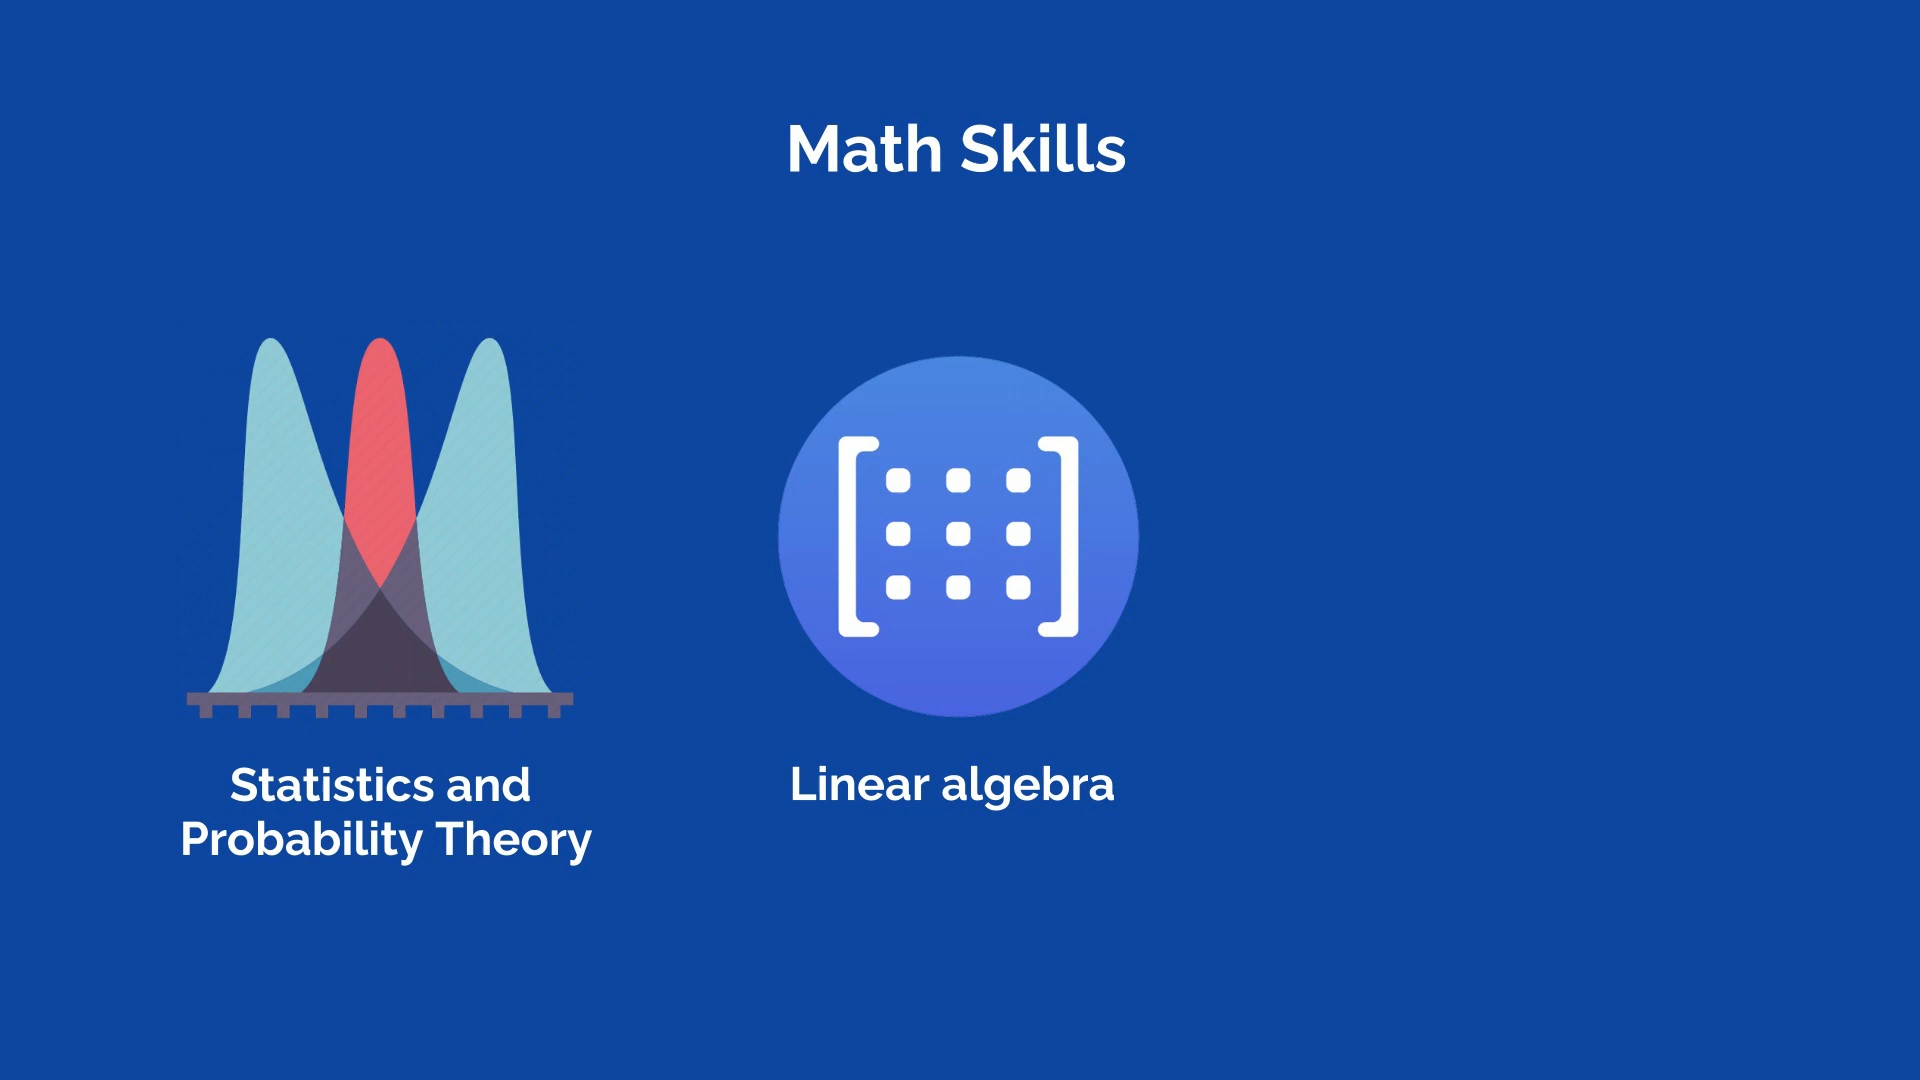 Math Skills
Statistics and
Probability Theory
Linear algebra